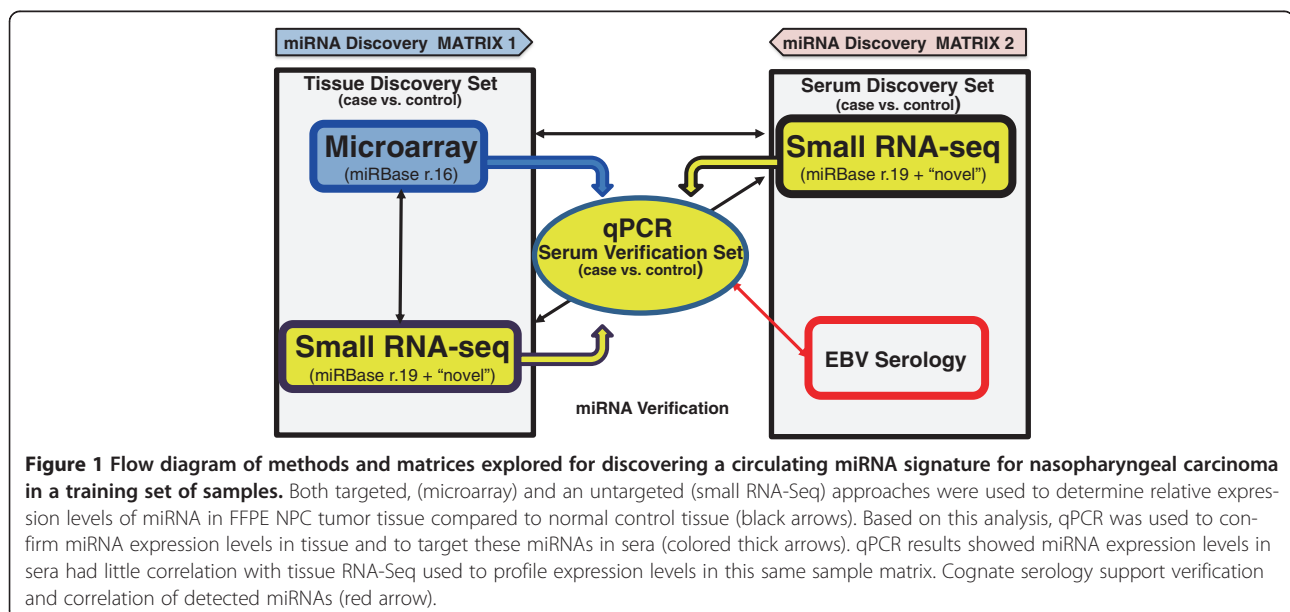 miRNA Discovery MATRIX 1
miRNA Discovery MATRIX 2
Tissue Discovery Set
(case vs. control)
Microarray
(miRBase r.16)
Small RNA-seq
(miRBase r.19 + “novel”)
Serum Discovery Set
(case vs. control)
Small RNA-seq
(miRBase r.19 + “novel”)
qPCR
Serum Verification Set
(case vs. control)
EBV Serology
miRNA Verification
Figure 1 Flow diagram of methods and matrices explored for discovering a circulating miRNA signature for nasopharyngeal carcinoma
in a training set of samples. Both targeted, (microarray) and an untargeted (small RNA-Seq) approaches were used to determine relative expres-
sion levels of miRNA in FFPE NPC tumor tissue compared to normal control tissue (black arrows). Based on this analysis, qPCR was used to con-
firm miRNA expression levels in tissue and to target these miRNAs in sera (colored thick arrows). qPCR results showed miRNA expression levels in
sera had little correlation with tissue RNA-Seq used to profile expression levels in this same sample matrix. Cognate serology support verification
and correlation of detected miRNAs (red arrow).